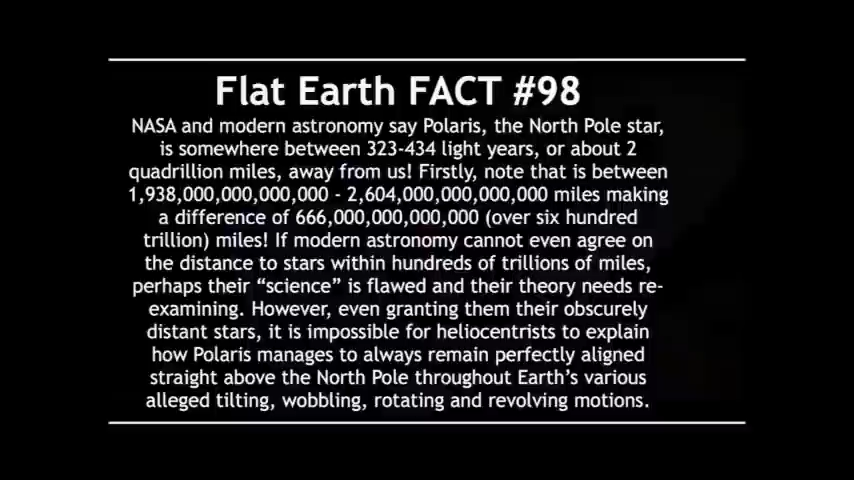 Flat Earth FACT #98
NASA and modern astronomy say Polaris, the North Pole star,
is somewhere between 323-434 light years, or about 2
quadrillion miles, away from us! Firstly, note that is between
1,938,000,000,000,000 - 2,604,000,000,000,000 miles making
a difference of 666,000,000,000,000 (over six hundred
trillion) miles! If modern astronomy cannot even agree on
the distance to stars within hundreds of trillions of miles,
perhaps their “science” is flawed and their theory needs re-
examining. However, even granting them their obscurely
distant stars, it is impossible for heliocentrists to explain
how Polaris manages to always remain perfectly aligned
straight above the North Pole throughout Earth’s various
alleged tilting, wobbling, rotating and revolving motions.